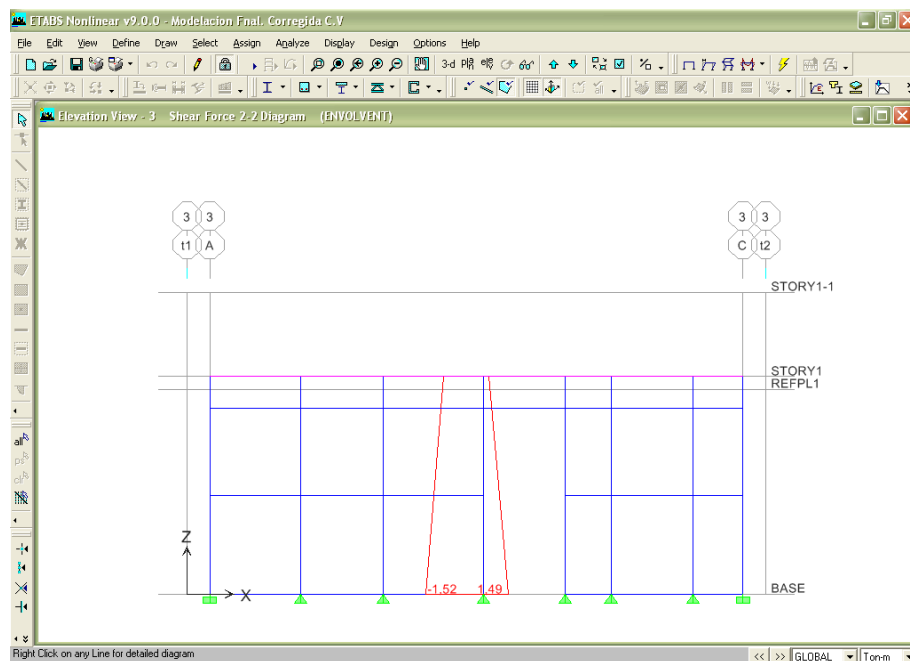 ETABS Nonlinear v9.0.0 - Modelacion Fnal. Corregida C.V
File Edit View Define Draw Select Assign Analyze Display Design Options Help
3-d
Elevation View - 3 Shear Force 2-2 Diagram (ENVOLVENT)
3 3 3 3
t1 A C t2
STORY1-1
STORY1
REFPL1
all
Z
X
-1.52 1.49
BASE
Right Click on any Line for detailed diagram
<< >> GLOBAL Ton-m